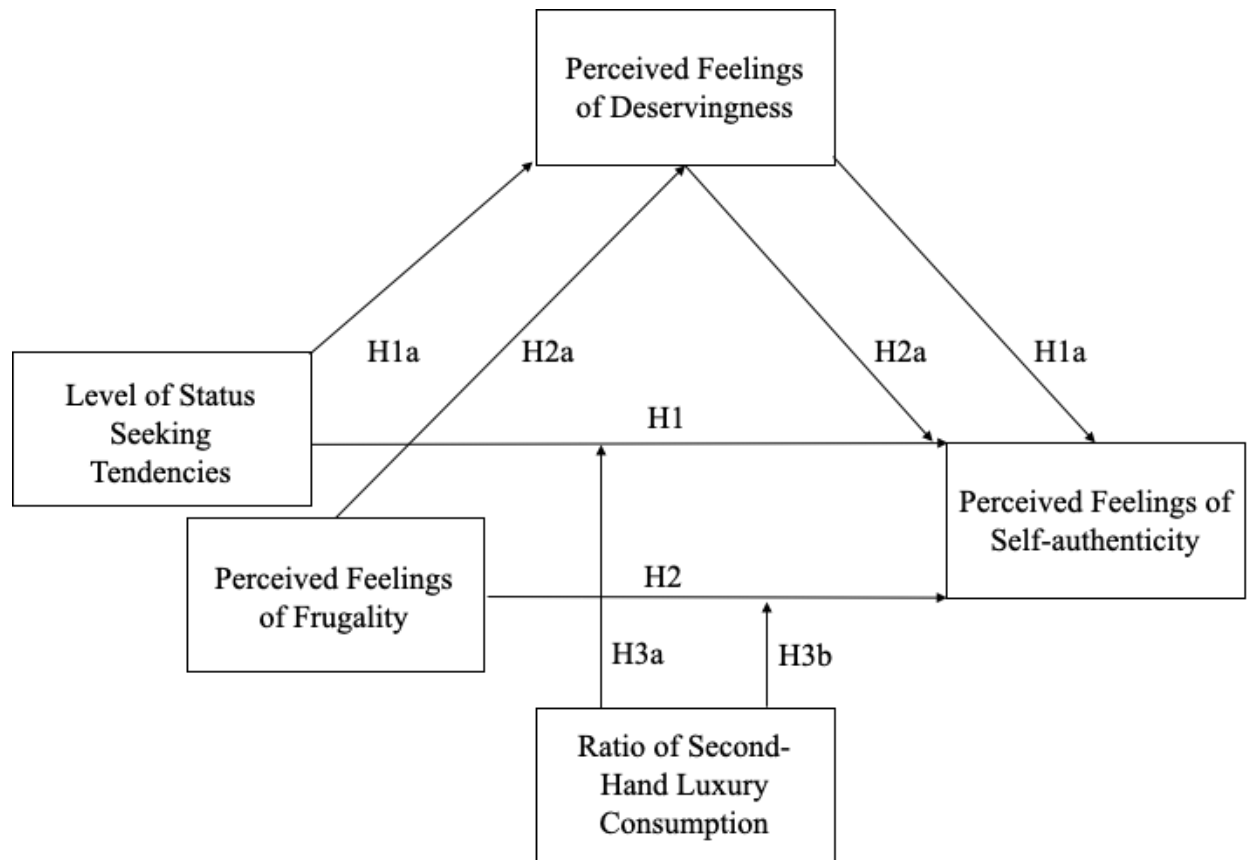 Perceived Feelings
of Deservingness
H1a
H2a
H2a
H1a
Level of Status
Seeking
Tendencies
H1
Perceived Feelings of
Self-authenticity
Perceived Feelings
of Frugality
H2
H3a
H3b
Ratio of Second-
Hand Luxury
Consumption